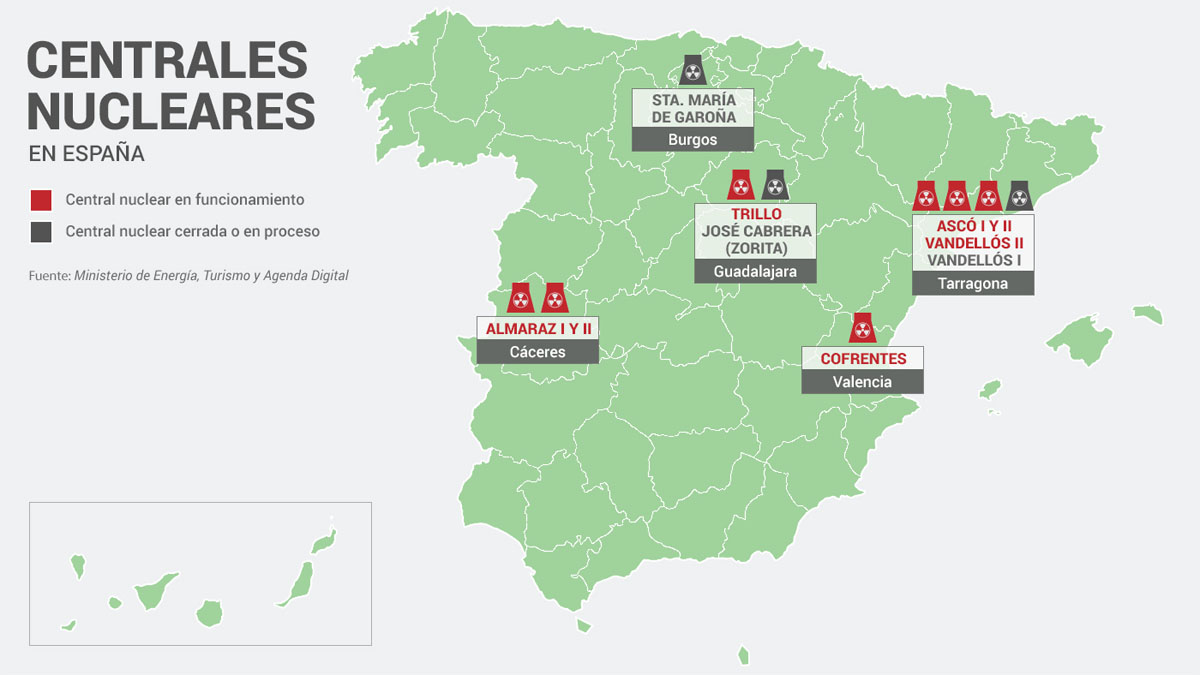 CENTRALES
NUCLEARES
EN ESPAÑA
Central nuclear en funcionamiento
Central nuclear cerrada o en proceso
Fuente: Ministerio de Energía, Turismo y Agenda Digital
STA. MARÍA
DE GAROÑA
Burgos
TRILLO
JOSÉ CABRERA
(ZORITA)
Guadalajara
ASCÓ I Y II
VANDELLÓS II
VANDELLÓS I
Tarragona
ALMARAZ I Y II
Cáceres
COFRENTES
Valencia